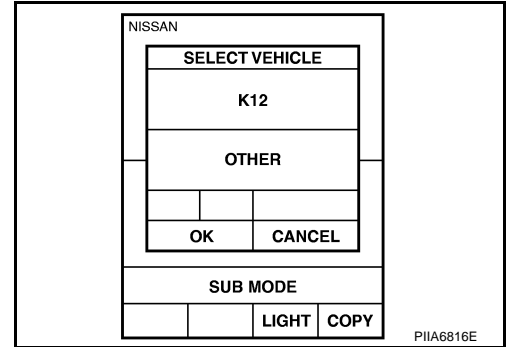 NISSAN
SELECT VEHICLE
K12
OTHER
OK CANCEL
SUB MODE
LIGHT COPY
PIIA6816E